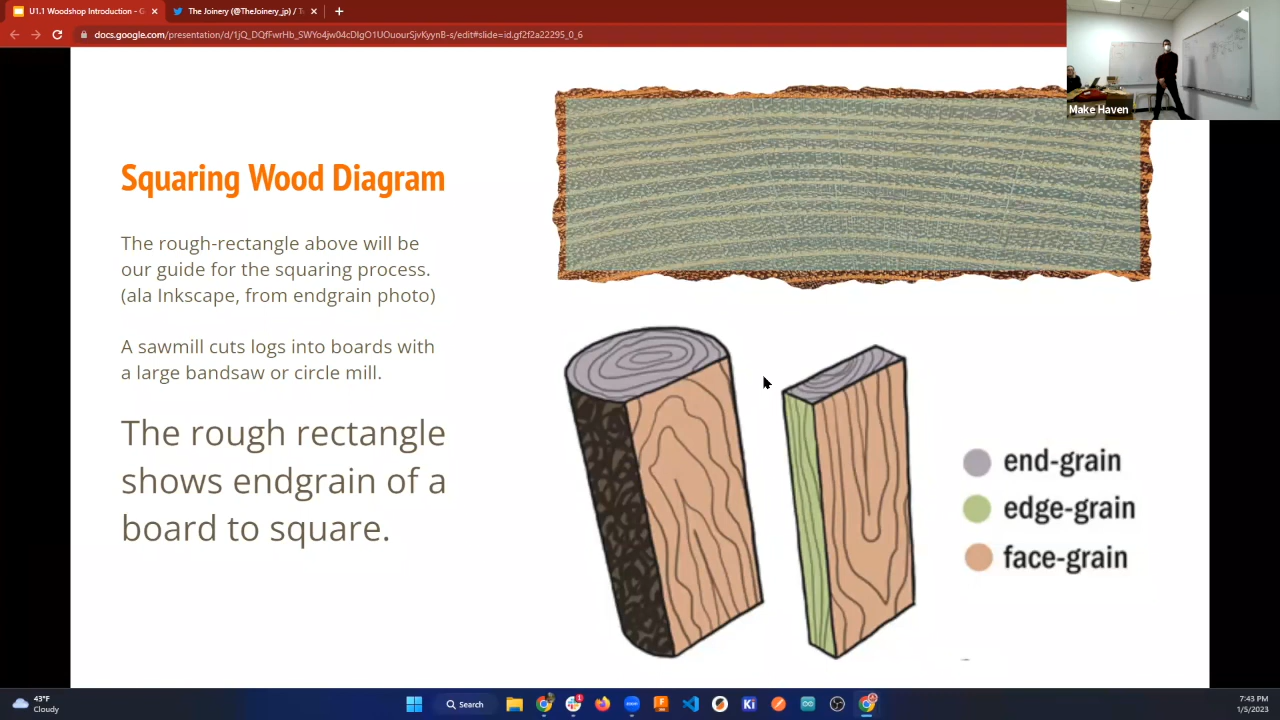 U1.1 Woodshop Introduction - G
The Joinery (@TheJoinery_jp) / T
docs.google.com/presentation/d/1jQ_DQfFwrHb_SWYo4jw04cDIgO1UOuourSjvKyynB-s/edit#slide=id.gf2f2a22295_0_6
Make Haven
Squaring Wood Diagram
The rough-rectangle above will be
our guide for the squaring process.
(ala Inkscape, from endgrain photo)
A sawmill cuts logs into boards with
a large bandsaw or circle mill.
The rough rectangle
shows endgrain of a
board to square.
end-grain
edge-grain
face-grain
43°F
Cloudy
Search
Ki
7:43 PM
1/5/2023